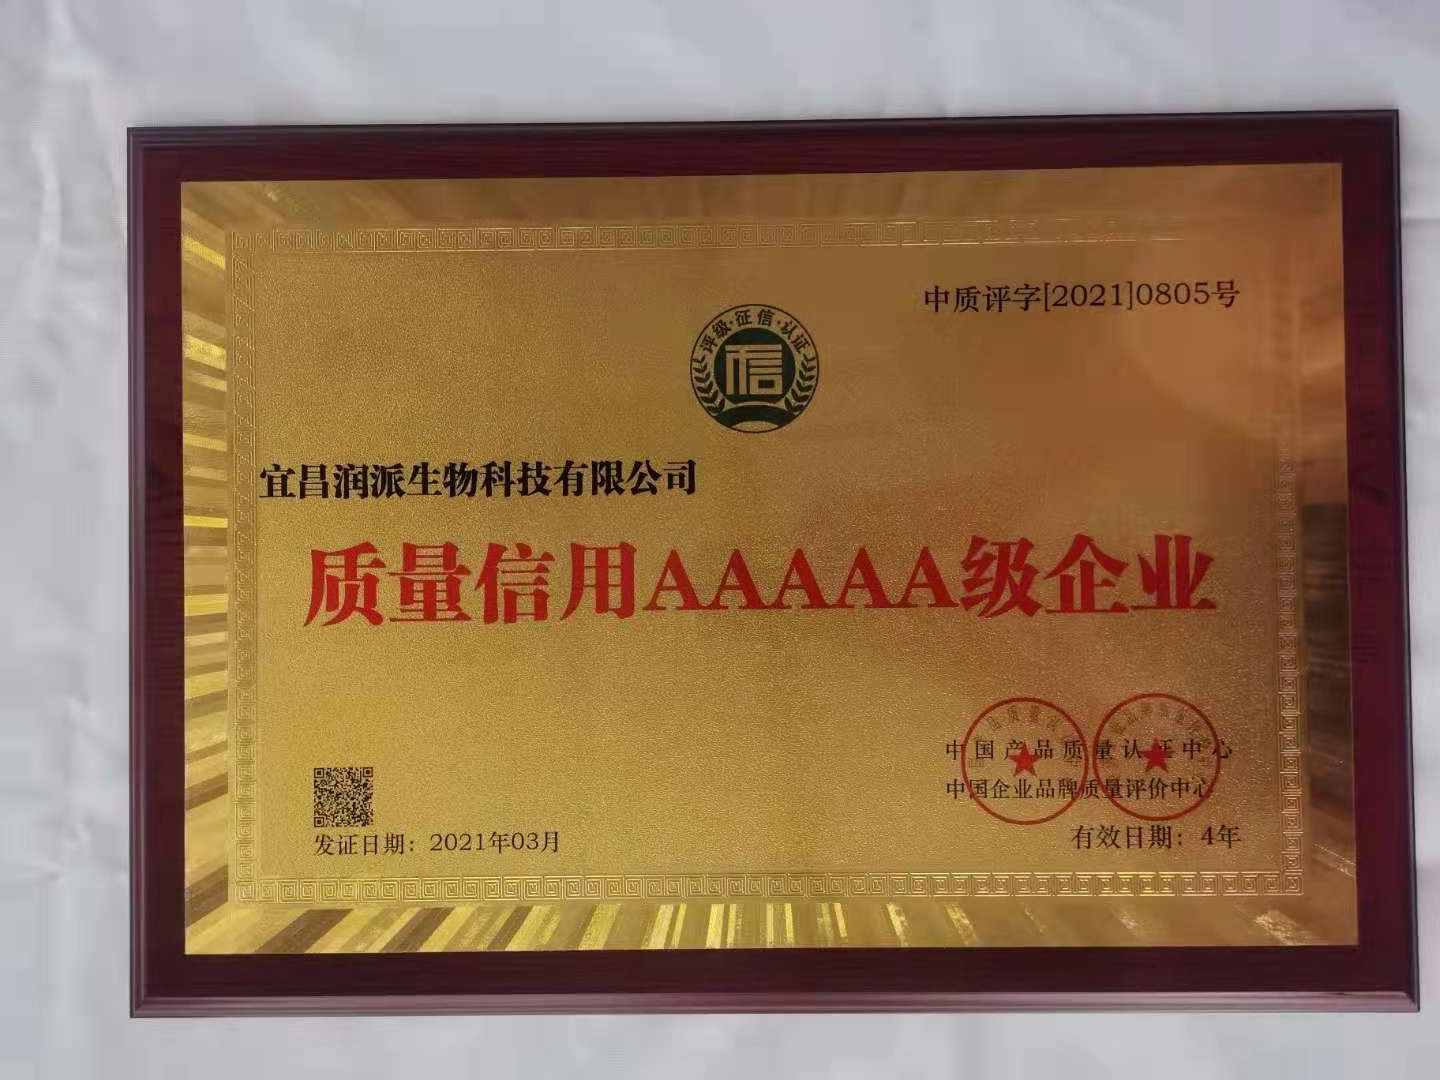 中质评字[2021]0805号
评级·征信·认证
信
宜昌润派生物科技有限公司
质量信用AAAAA级企业
中国产品质量认证中心
中国企业品牌质量评价中心
发证日期：2021年03月
有效日期：4年